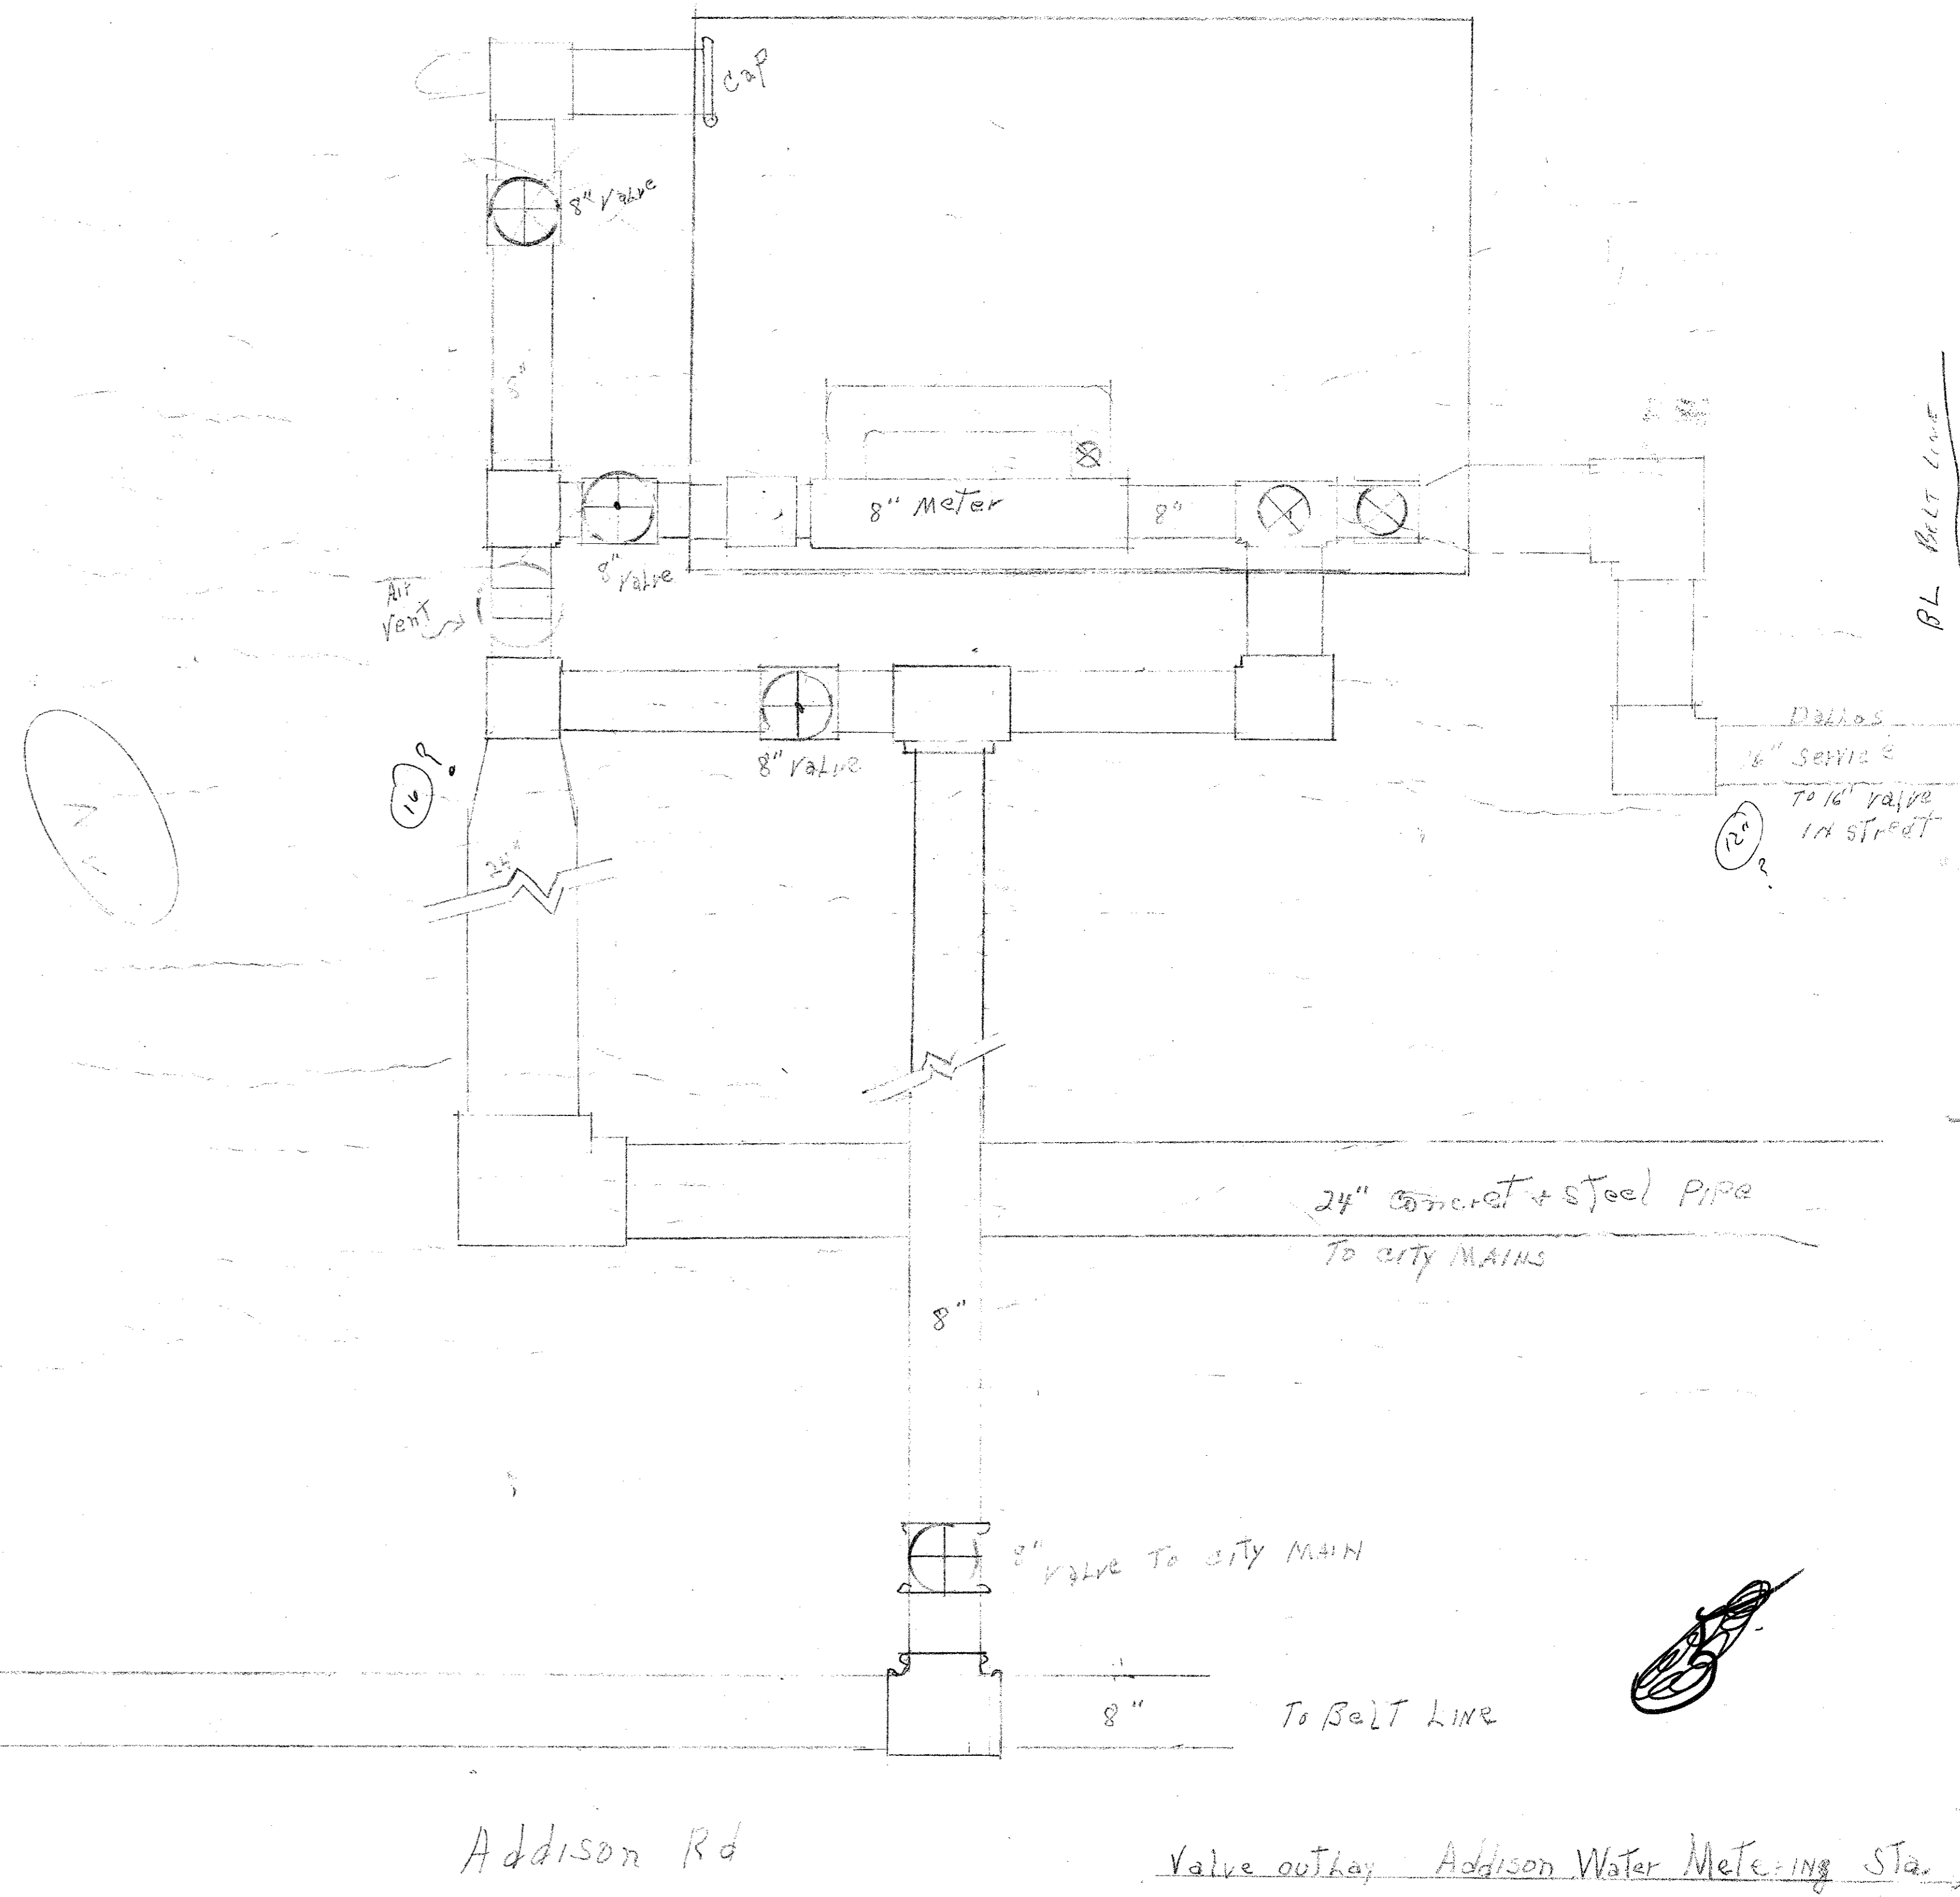 Cap
8" Valve
8" Meter
8"
8" Valve
Air
Vent
BL BELT LINE
8" Valve
16 ?
24"
Dallas
16" Service
To 16" Valve
IN STreeT
12" ?
24" Concret + STeel PiPe
To CiTy MAINS
8"
8" Valve To CiTy MAIN
8"
To BeLT LINE
Addison Rd
Valve outLay Addison Water Metering Sta.